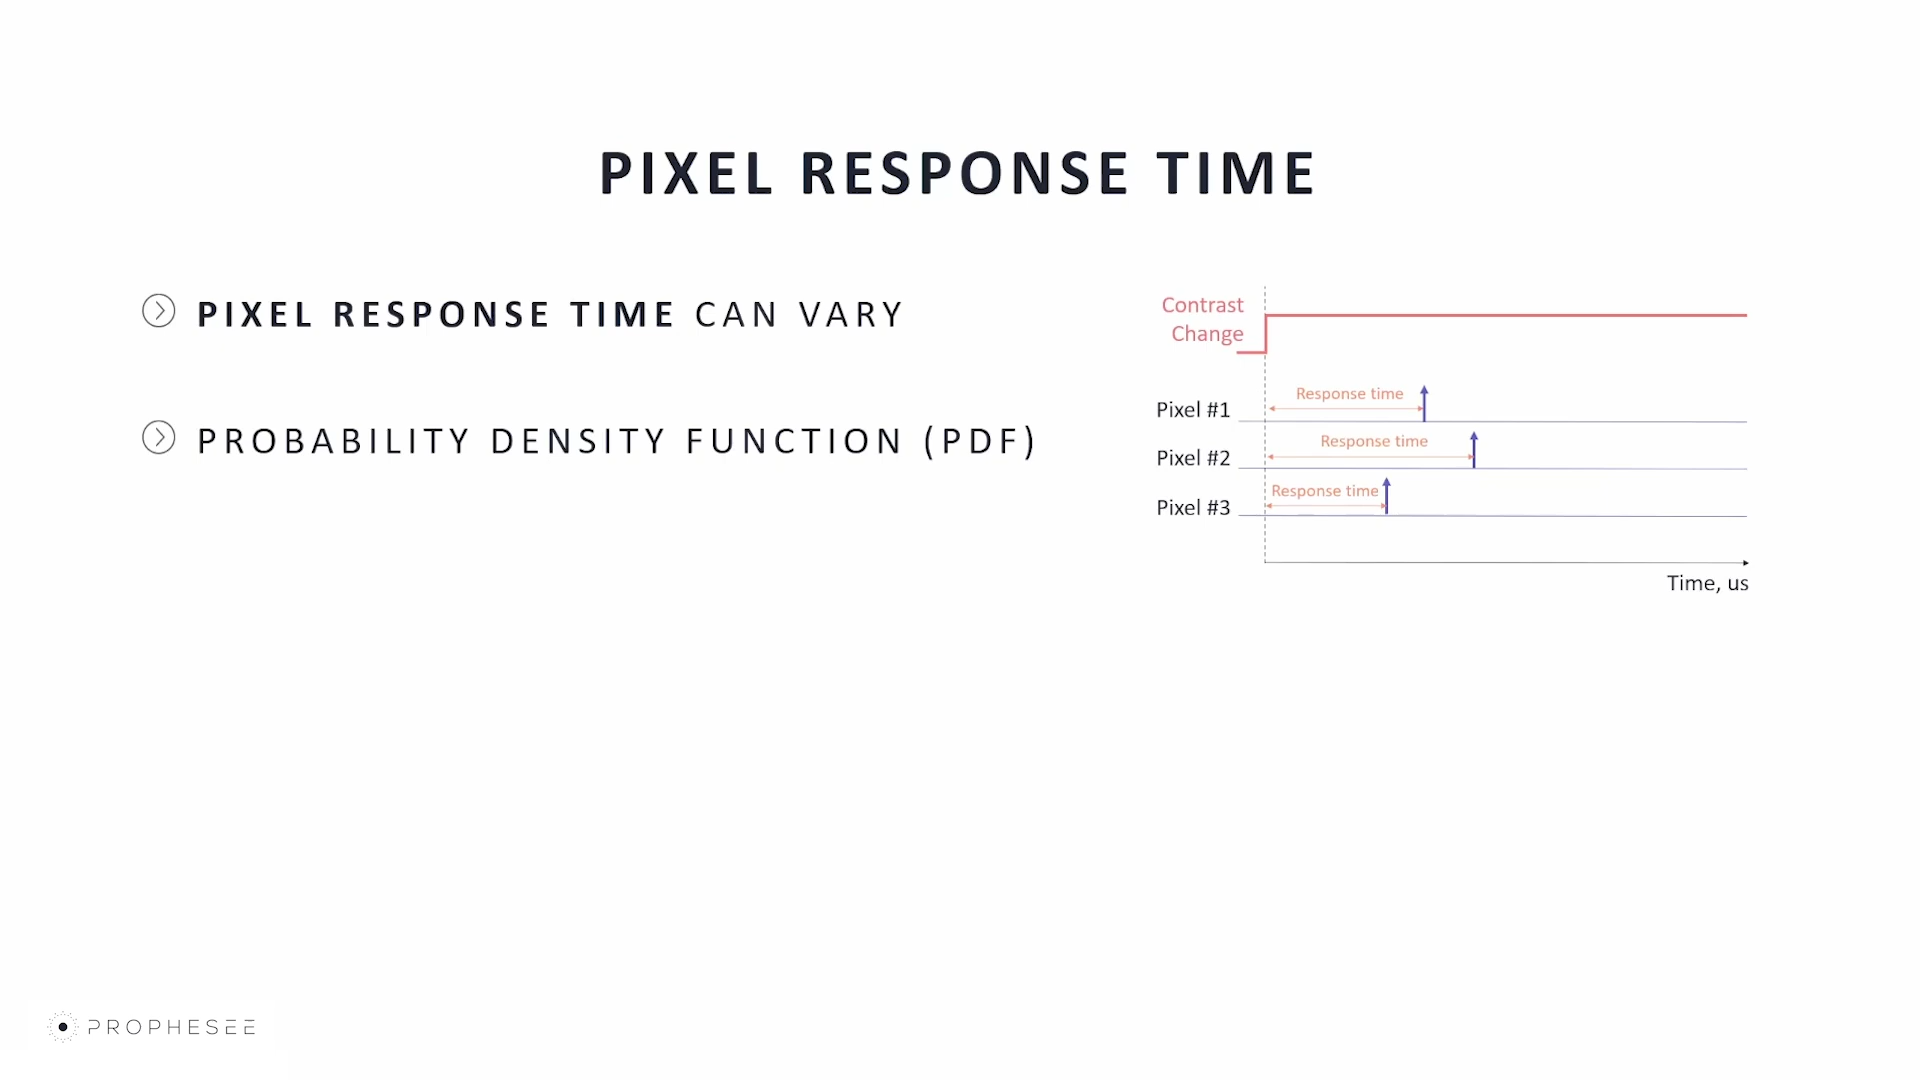 PIXEL RESPONSE TIME
PIXEL RESPONSE TIME CAN VARY
PROBABILITY DENSITY FUNCTION (PDF)
Contrast
Change
Response time
Pixel #1
Response time
Pixel #2
Response time
Pixel #3
Time, us
PROPHESEE